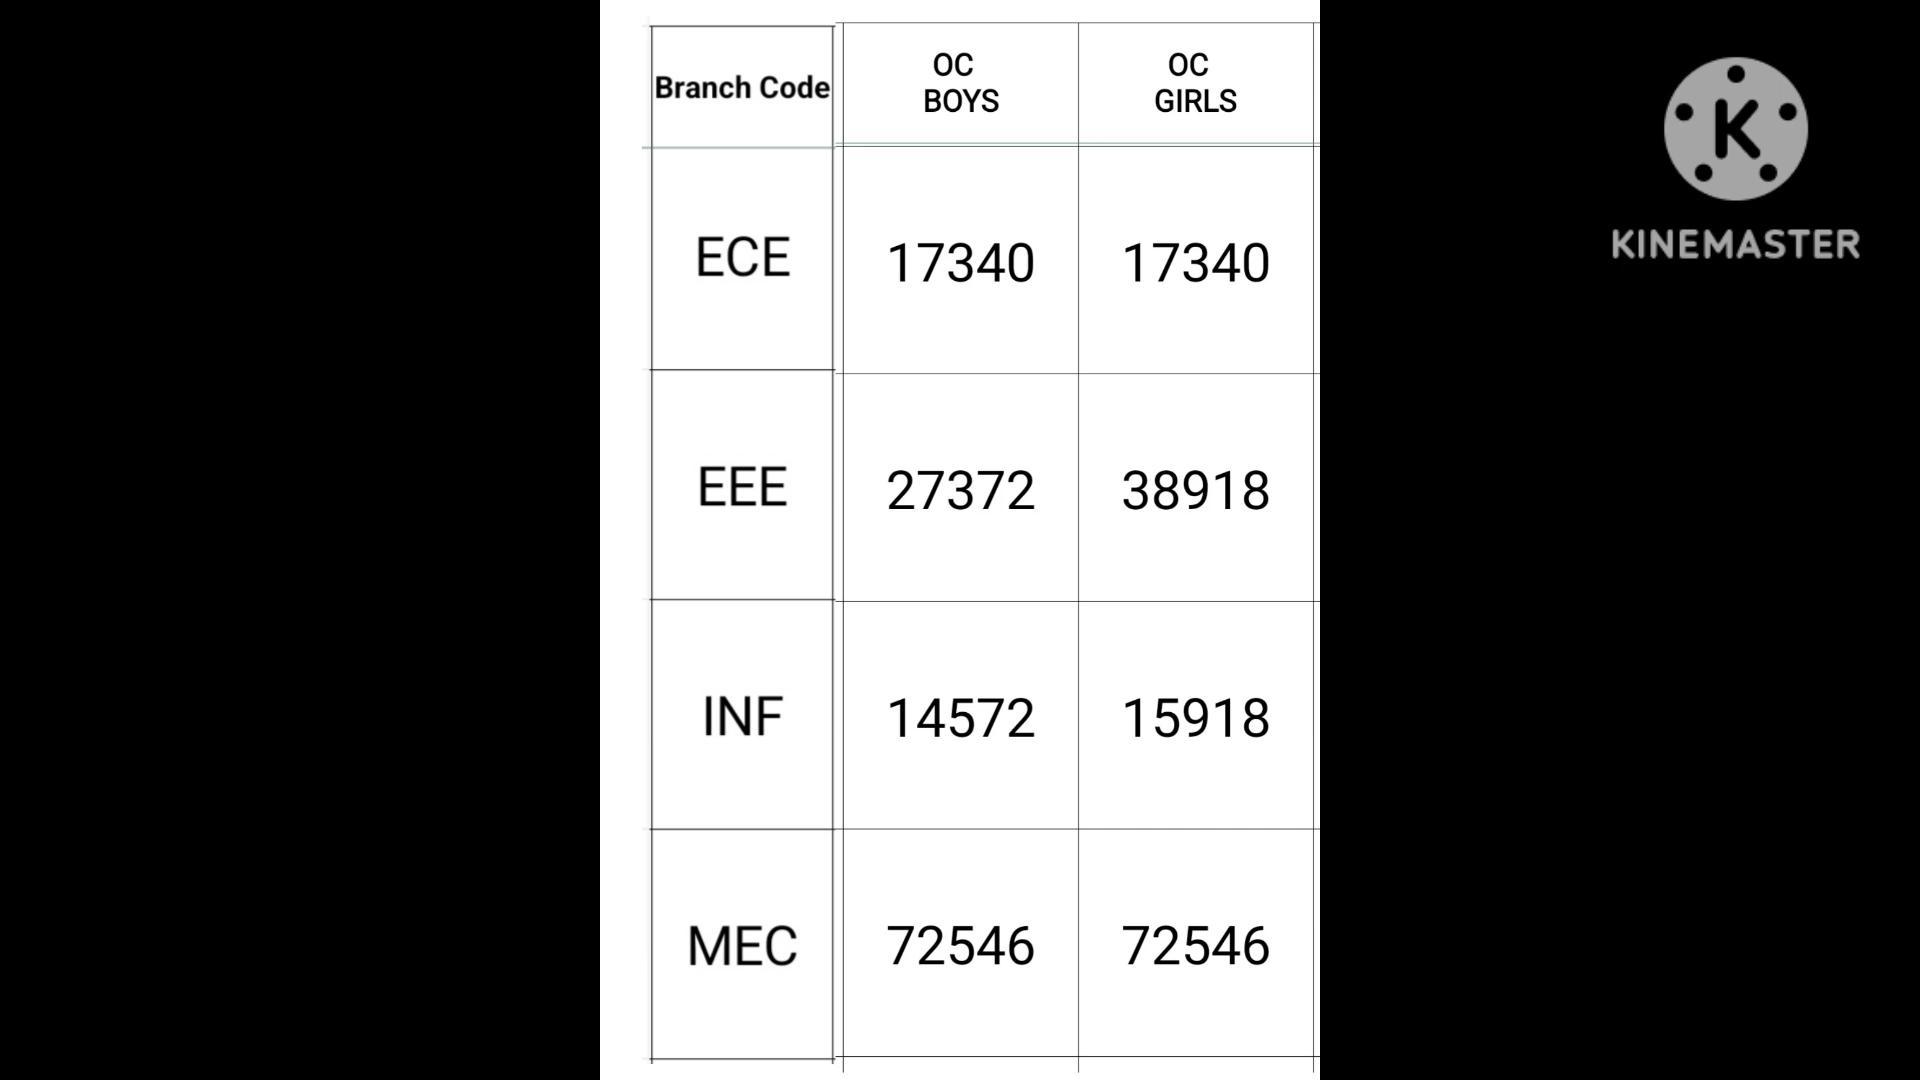 Branch Code OC BOYS OC GIRLS
ECE 17340 17340
EEE 27372 38918
INF 14572 15918
MEC 72546 72546
K
KINEMASTER